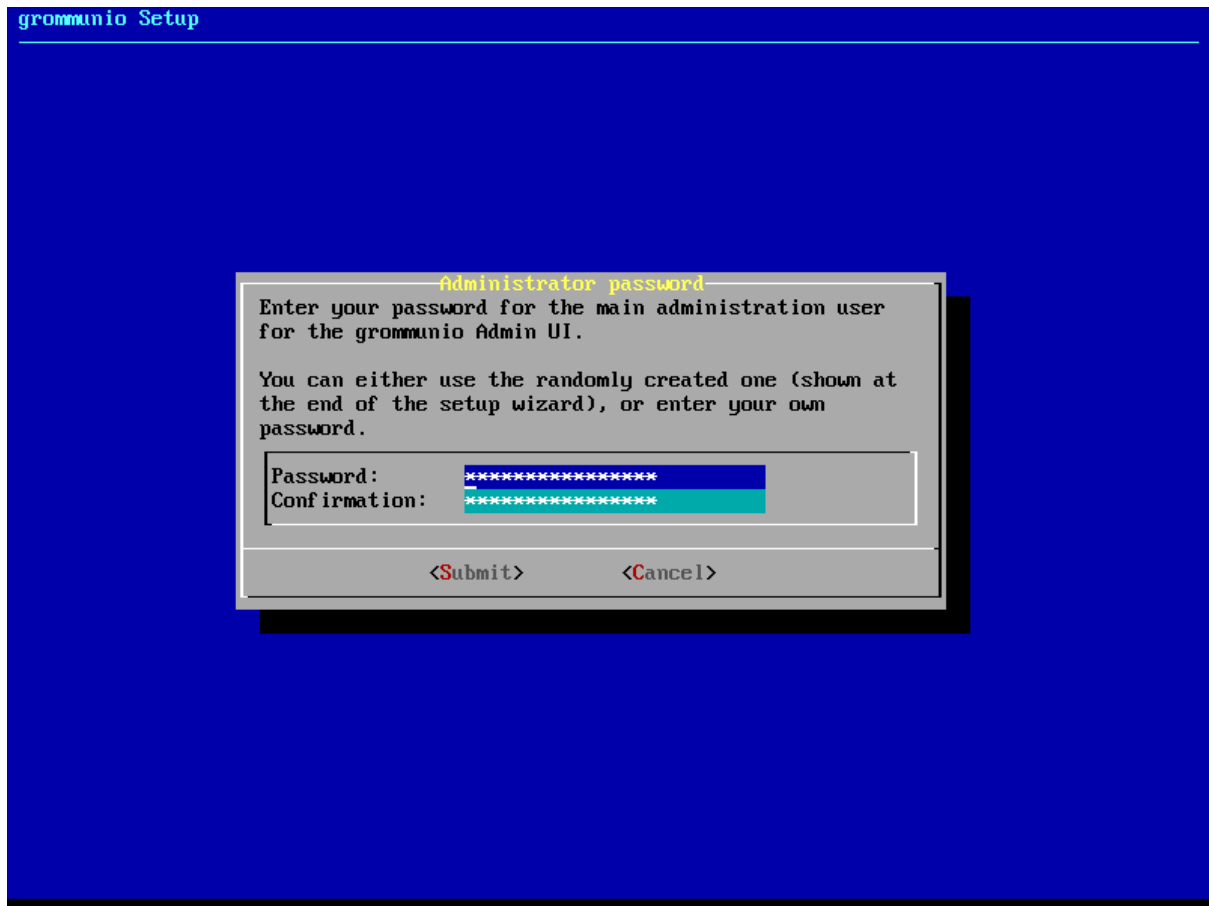 grommunio Setup
Administrator password
Enter your password for the main administration user
for the grommunio Admin UI.
You can either use the randomly created one (shown at
the end of the setup wizard), or enter your own
password.
Password: ****************
Confirmation: ****************
<Submit> <Cancel>